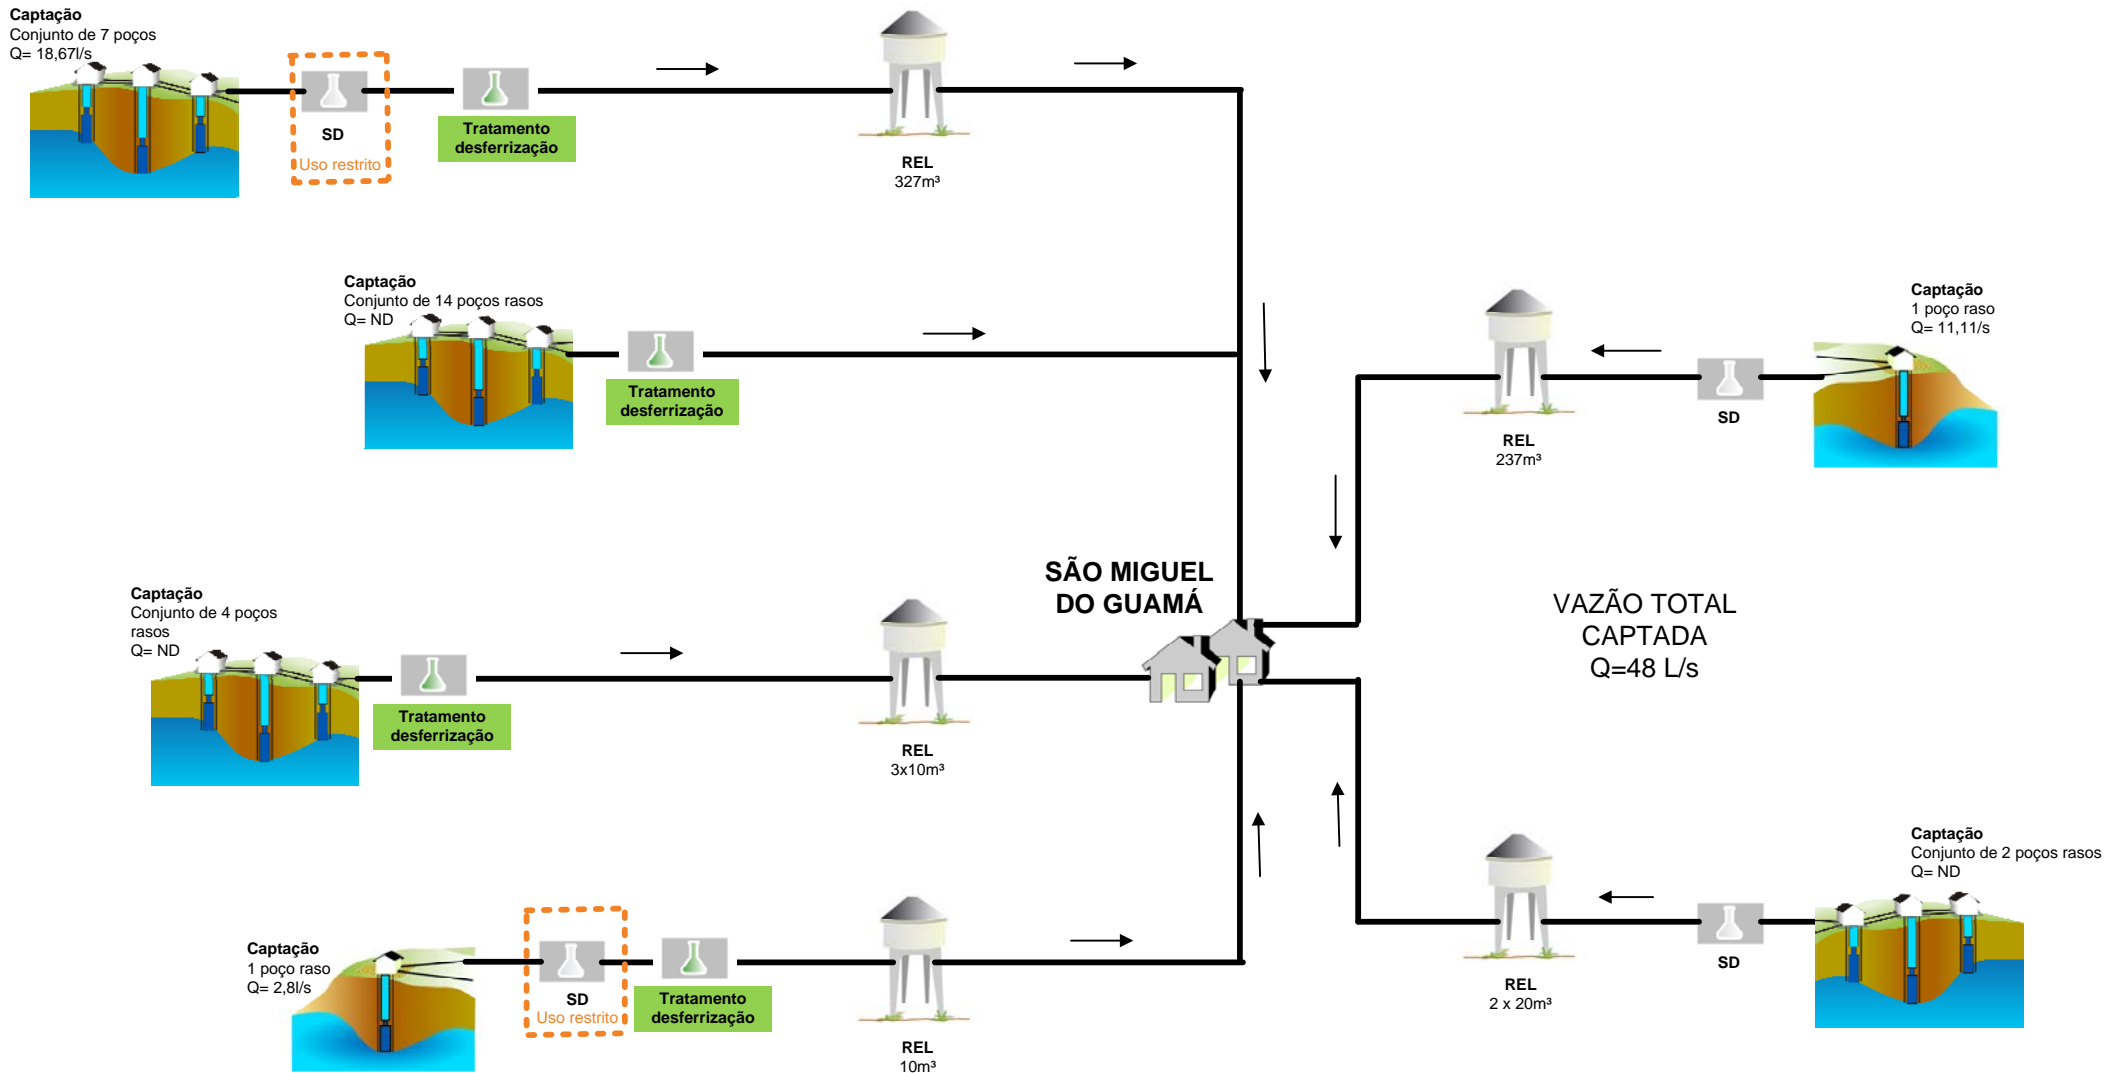 Captação
Conjunto de 7 poços
Q= 18,67l/s
SD
Uso restrito
Tratamento
desferrização
REL
327m³
Captação
Conjunto de 14 poços rasos
Q= ND
Tratamento
desferrização
Captação
1 poço raso
Q= 11,11/s
SD
REL
237m³
SÃO MIGUEL
DO GUAMÁ
VAZÃO TOTAL
CAPTADA
Q=48 L/s
Captação
Conjunto de 4 poços
rasos
Q= ND
Tratamento
desferrização
REL
3x10m³
Captação
1 poço raso
Q= 2,8l/s
SD
Uso restrito
Tratamento
desferrização
REL
10m³
Captação
Conjunto de 2 poços rasos
Q= ND
SD
REL
2 x 20m³